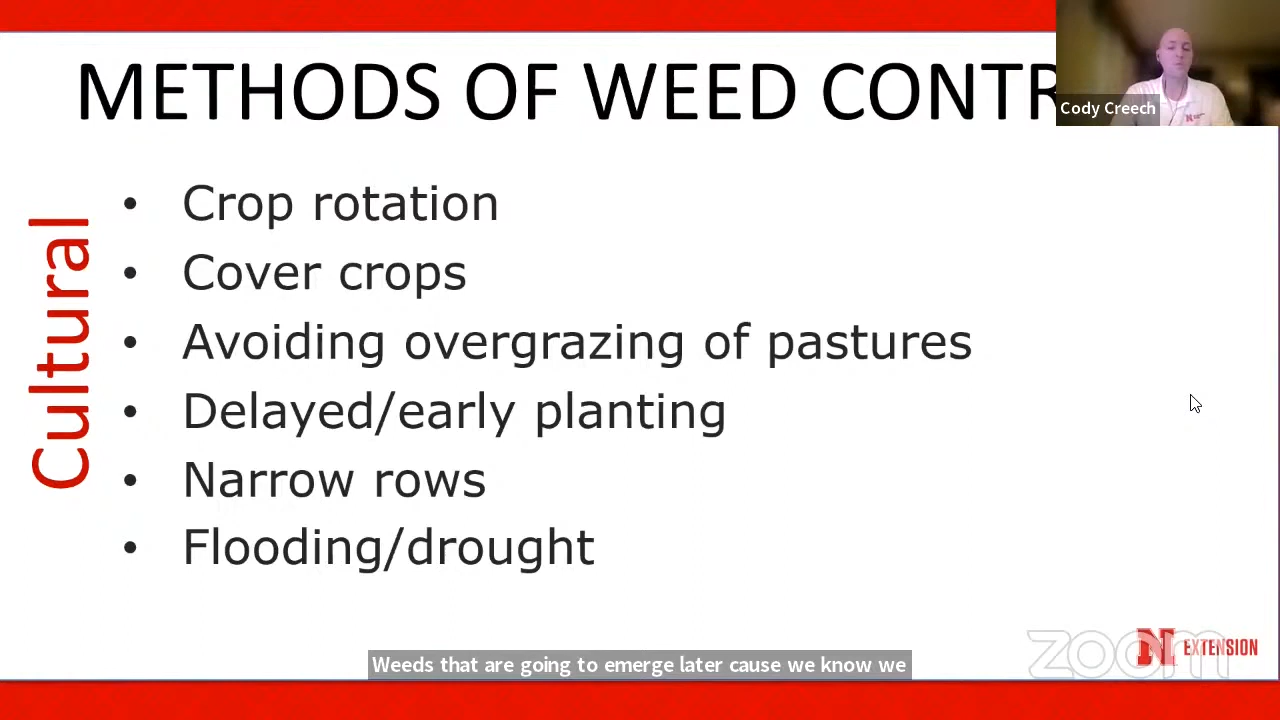 METHODS OF WEED CONTR
Cody Creech
Cultural
• Crop rotation
• Cover crops
• Avoiding overgrazing of pastures
• Delayed/early planting
• Narrow rows
• Flooding/drought
zoom
N EXTENSION
Weeds that are going to emerge later cause we know we